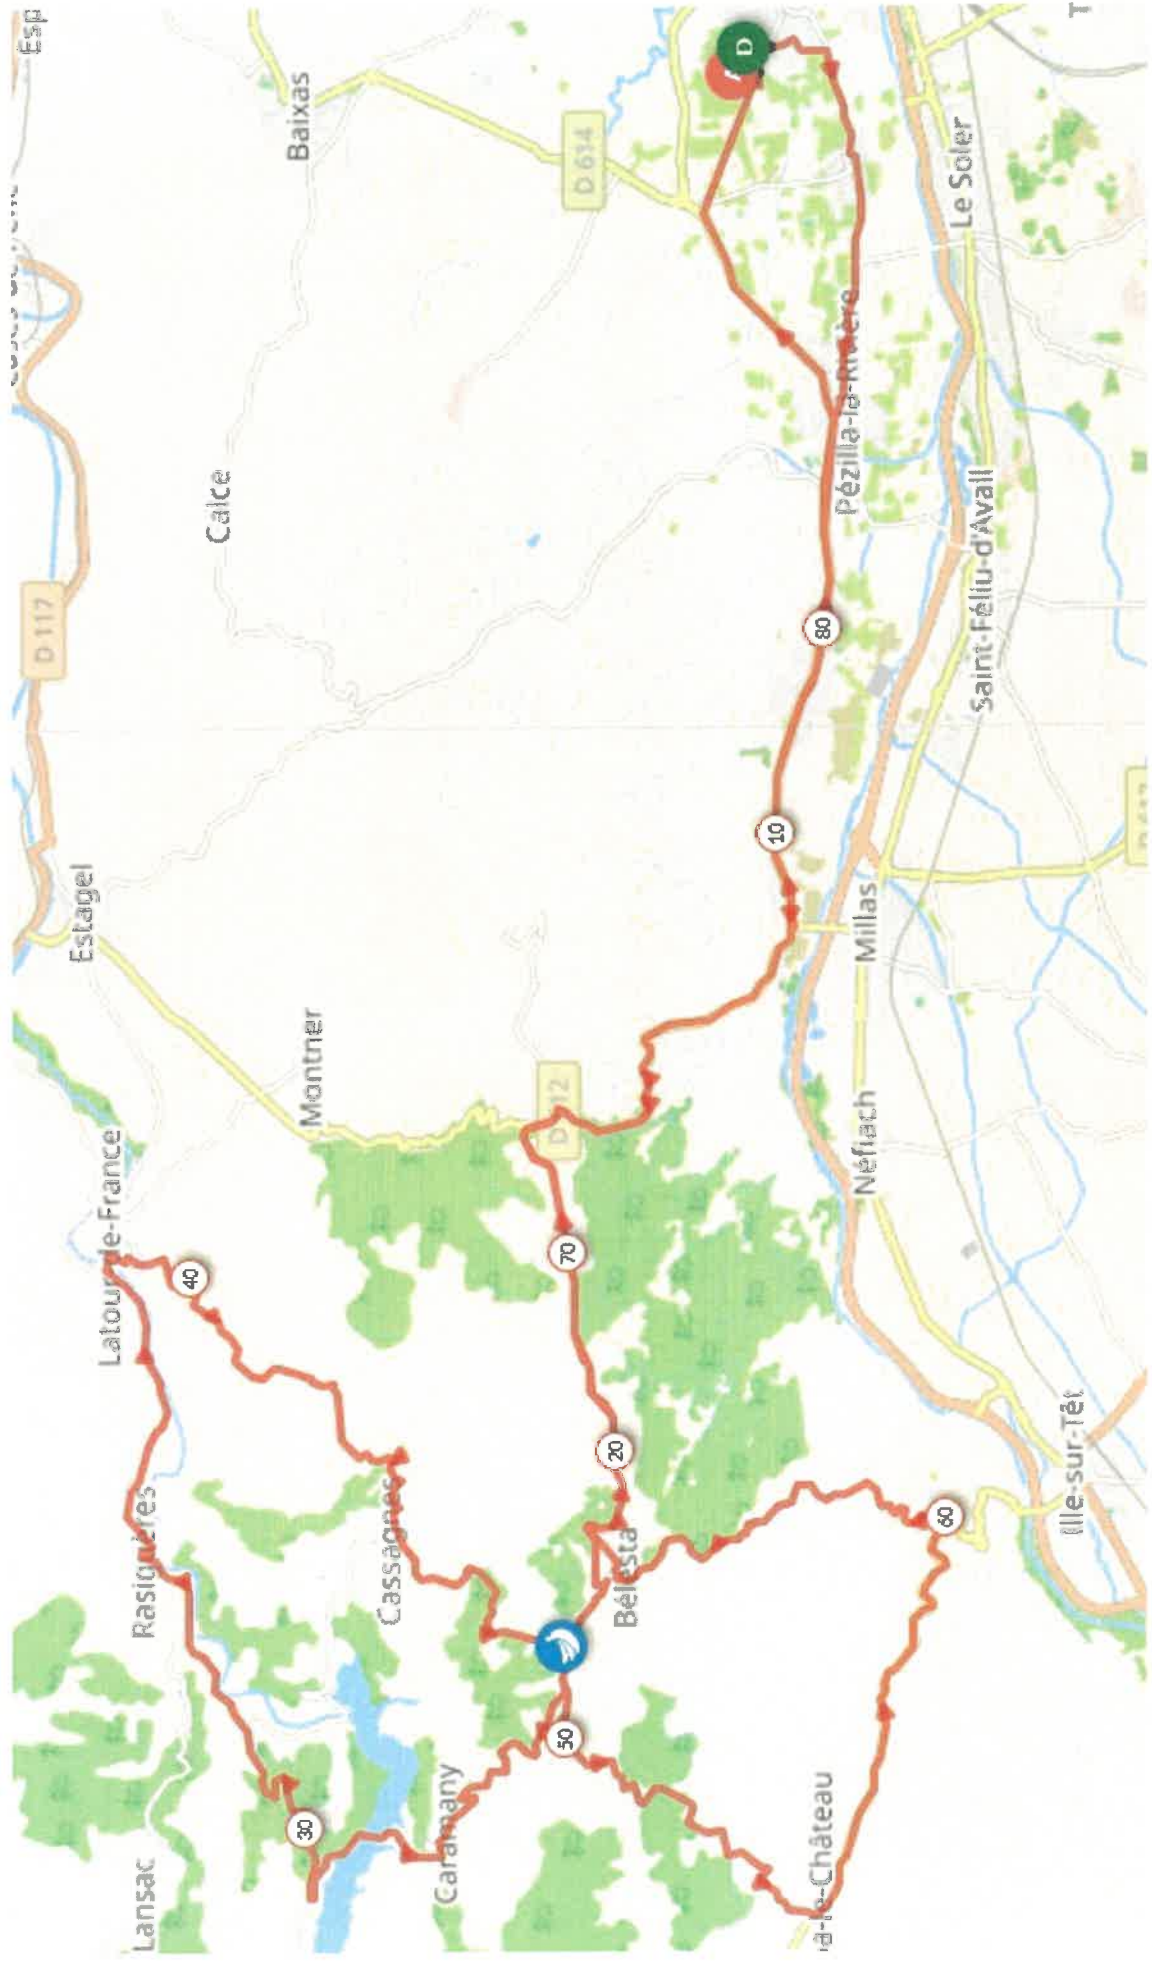 Lansac
Rasiguères
Latour-de-France
Estagel
D 117
Caramany
Cassagnes
Montner
Calce
Baixas
30
40
50
Bélesta
20
70
D 614
D
10
80
Pézilla-la-Rivière
60
Ille-sur-Têt
Néfiach
Millas
Saint-Féliu-d'Avall
Le Soler